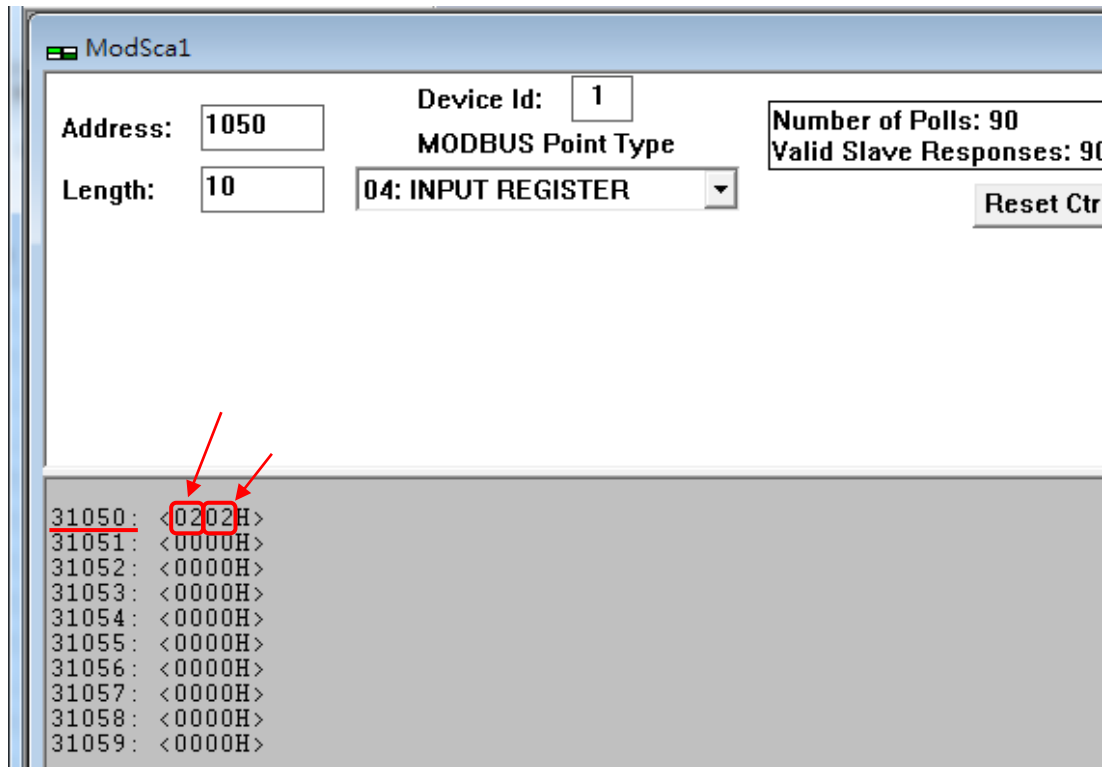 ModSca1
Address: 1050
Device Id: 1
MODBUS Point Type
Length: 10
04: INPUT REGISTER
Number of Polls: 90
Valid Slave Responses: 90
Reset Ctr
31050: <0202H>
31051: <0000H>
31052: <0000H>
31053: <0000H>
31054: <0000H>
31055: <0000H>
31056: <0000H>
31057: <0000H>
31058: <0000H>
31059: <0000H>